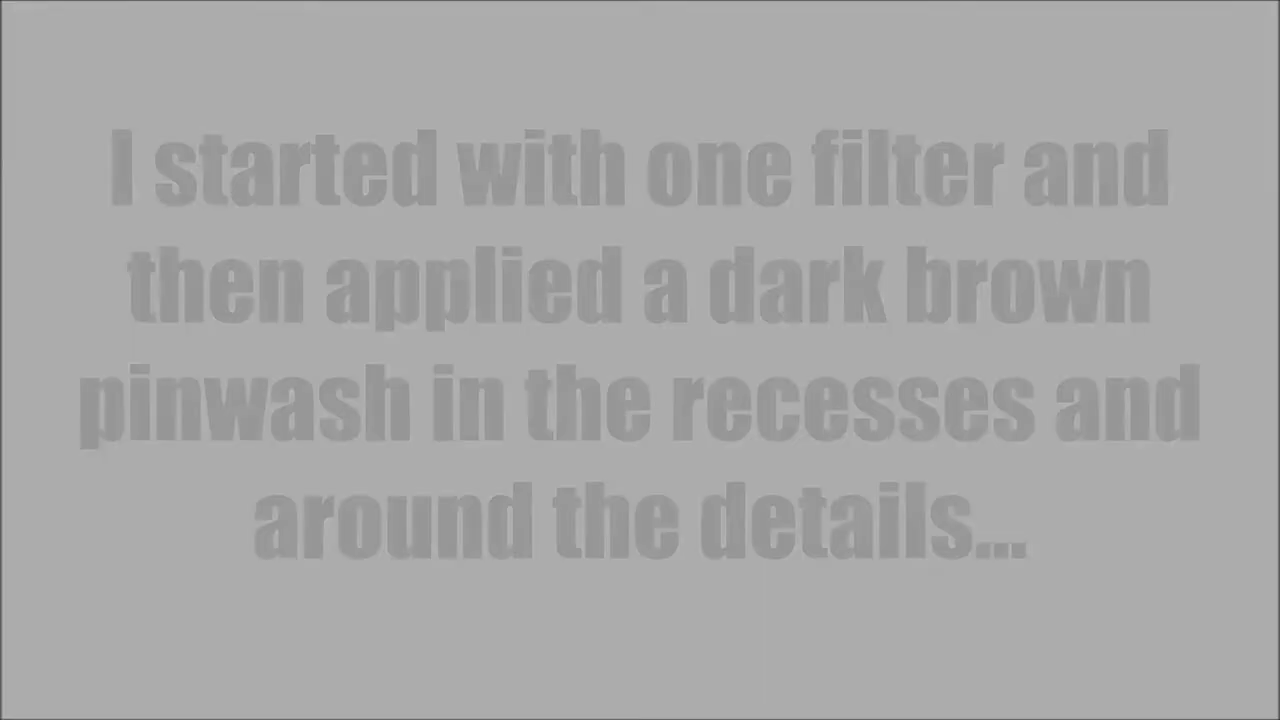 I started with one filter and
then applied a dark brown
pinwash in the recesses and
around the details...